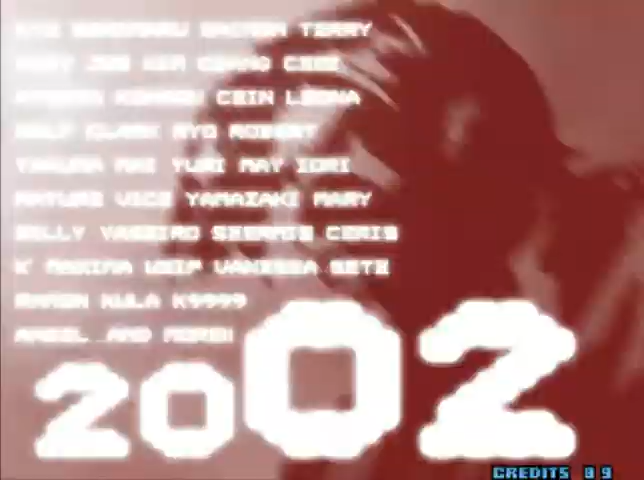 KYO BENIMARU DAIMON TERRY
ANDY JOE KIM CHANG CHOI
ATHENA KENSOU CHIN LEONA
RALF CLARK RYO ROBERT
TAKUMA MAI YURI MAY IORI
MATURE VICE YAMAZAKI MARY
BILLY YASHIRO SHERMIE CHRIS
K' MAXIMA WHIP VANESSA SETH
RAMON KULA K9999
ANGEL AND MORE!
2002
CREDITS 09